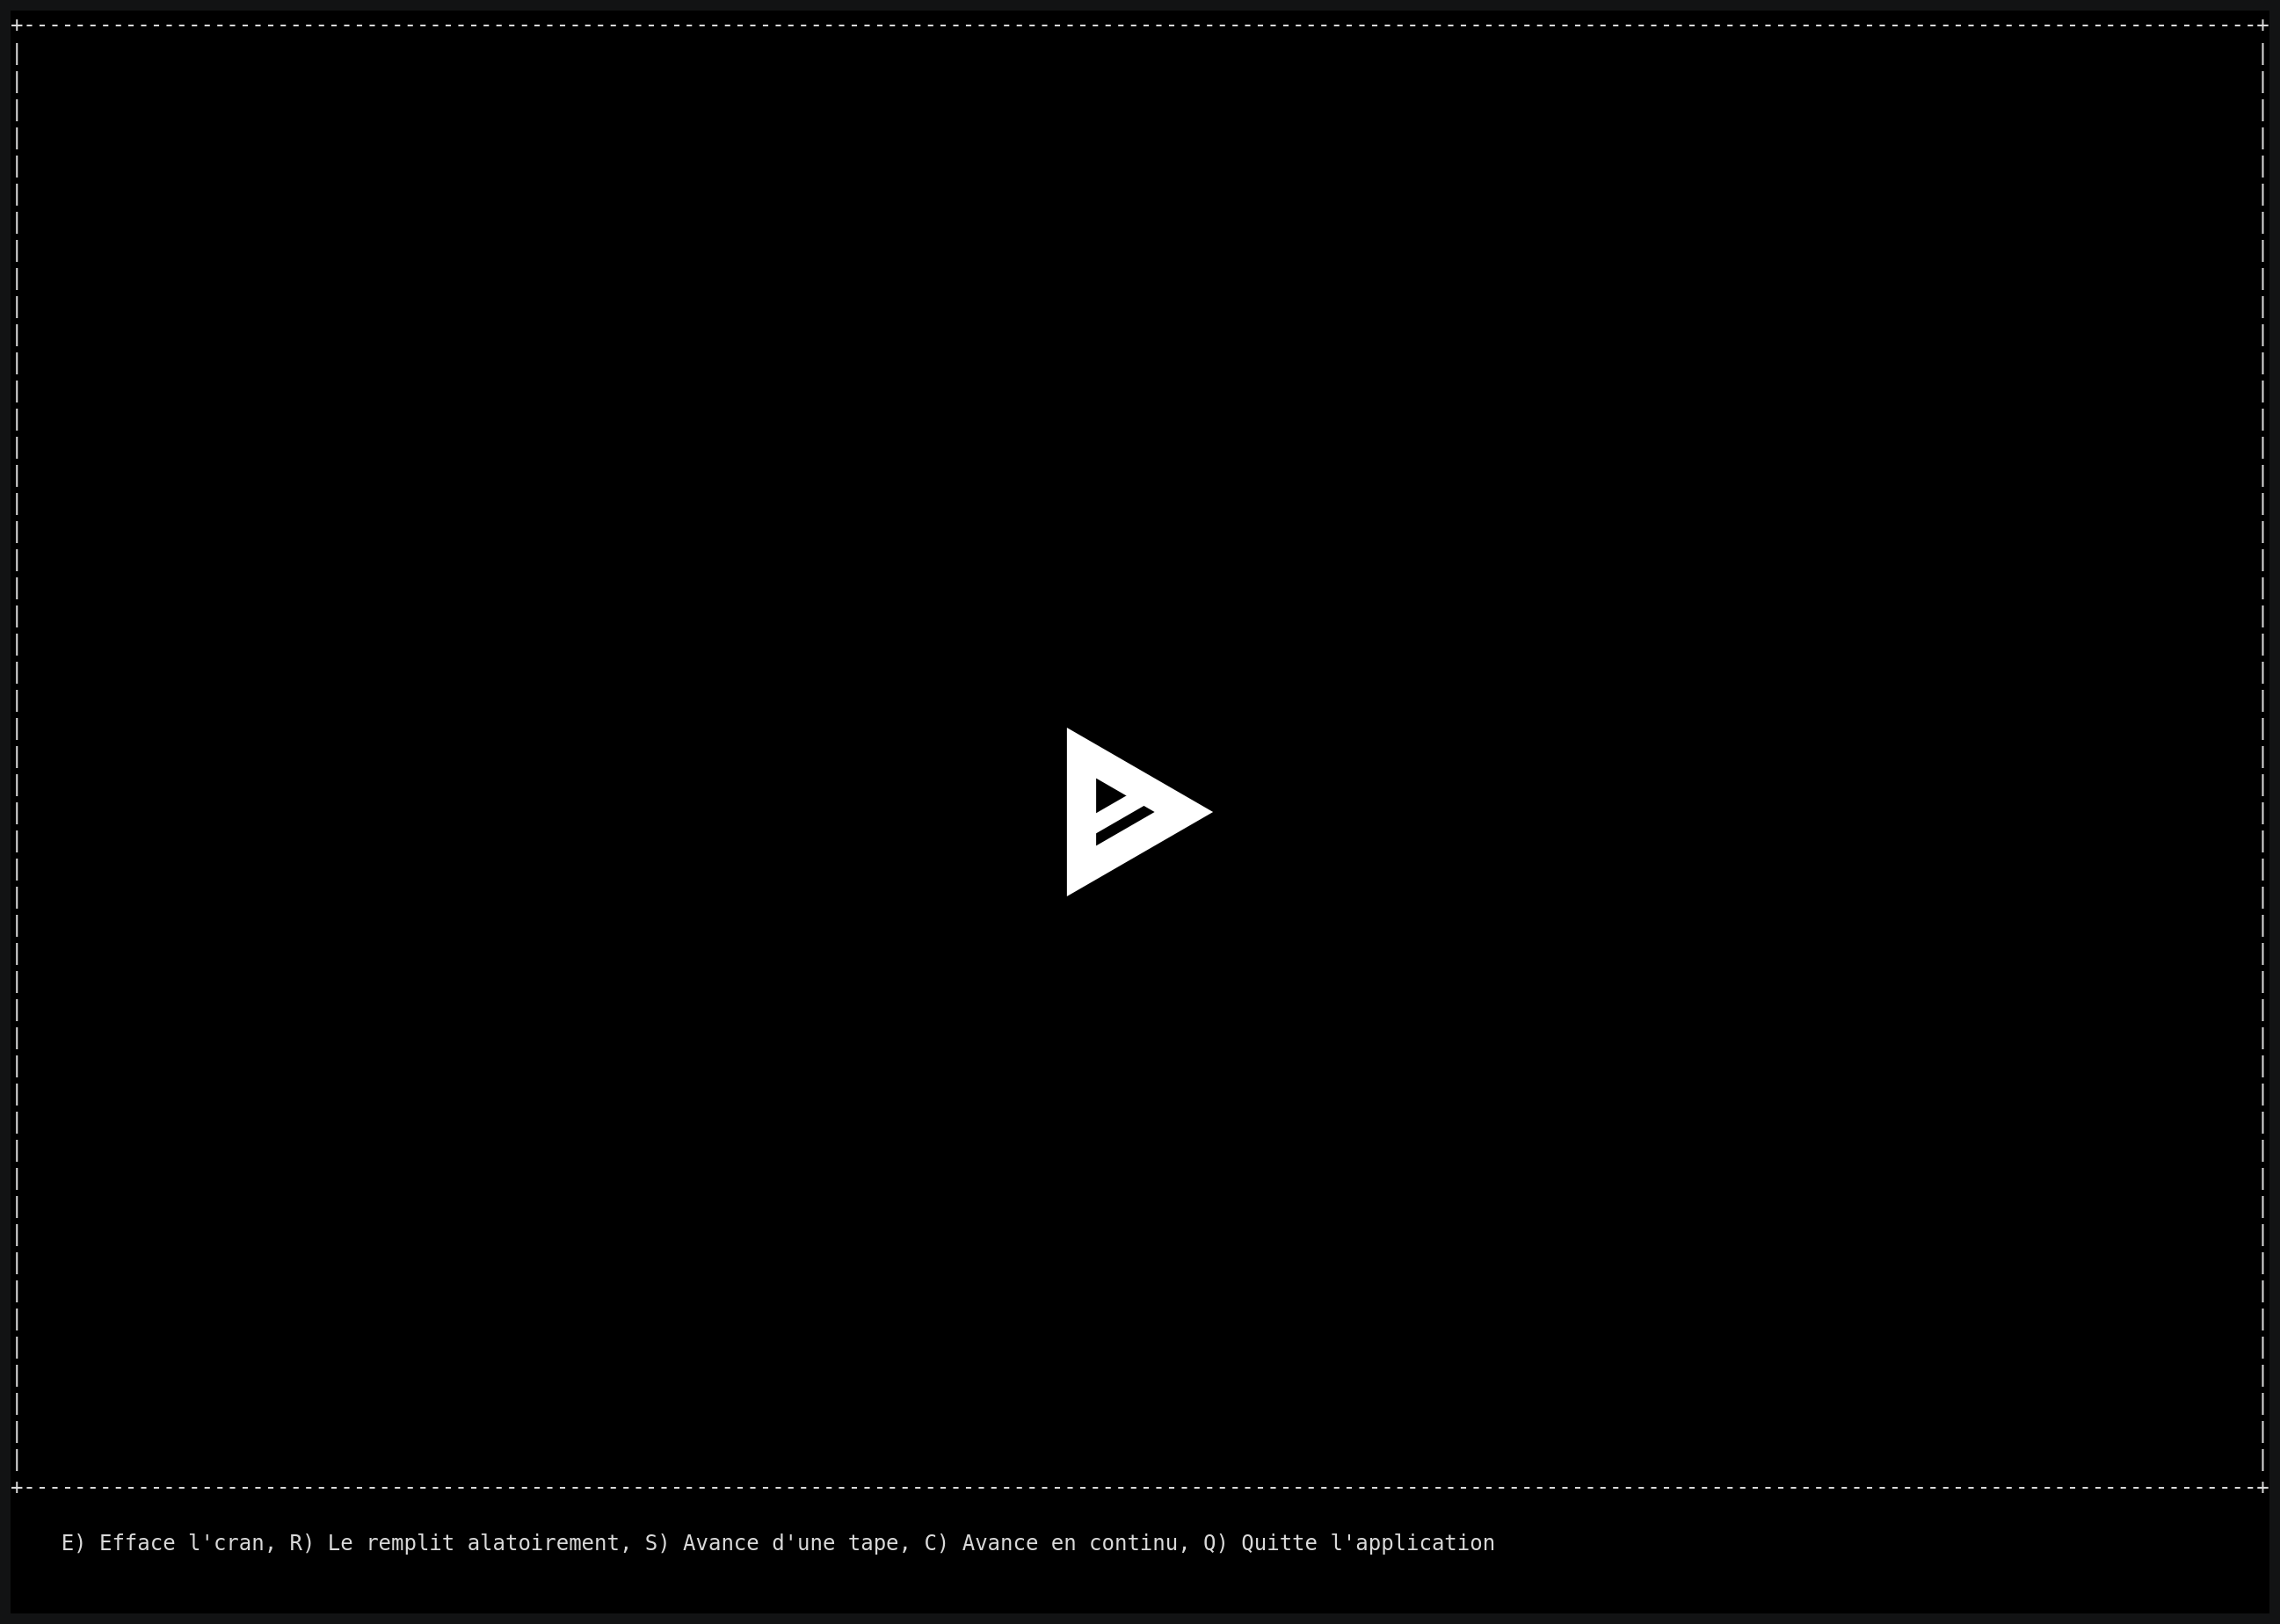 E) Efface l'cran, R) Le remplit alatoirement, S) Avance d'une tape, C) Avance en continu, Q) Quitte l'application